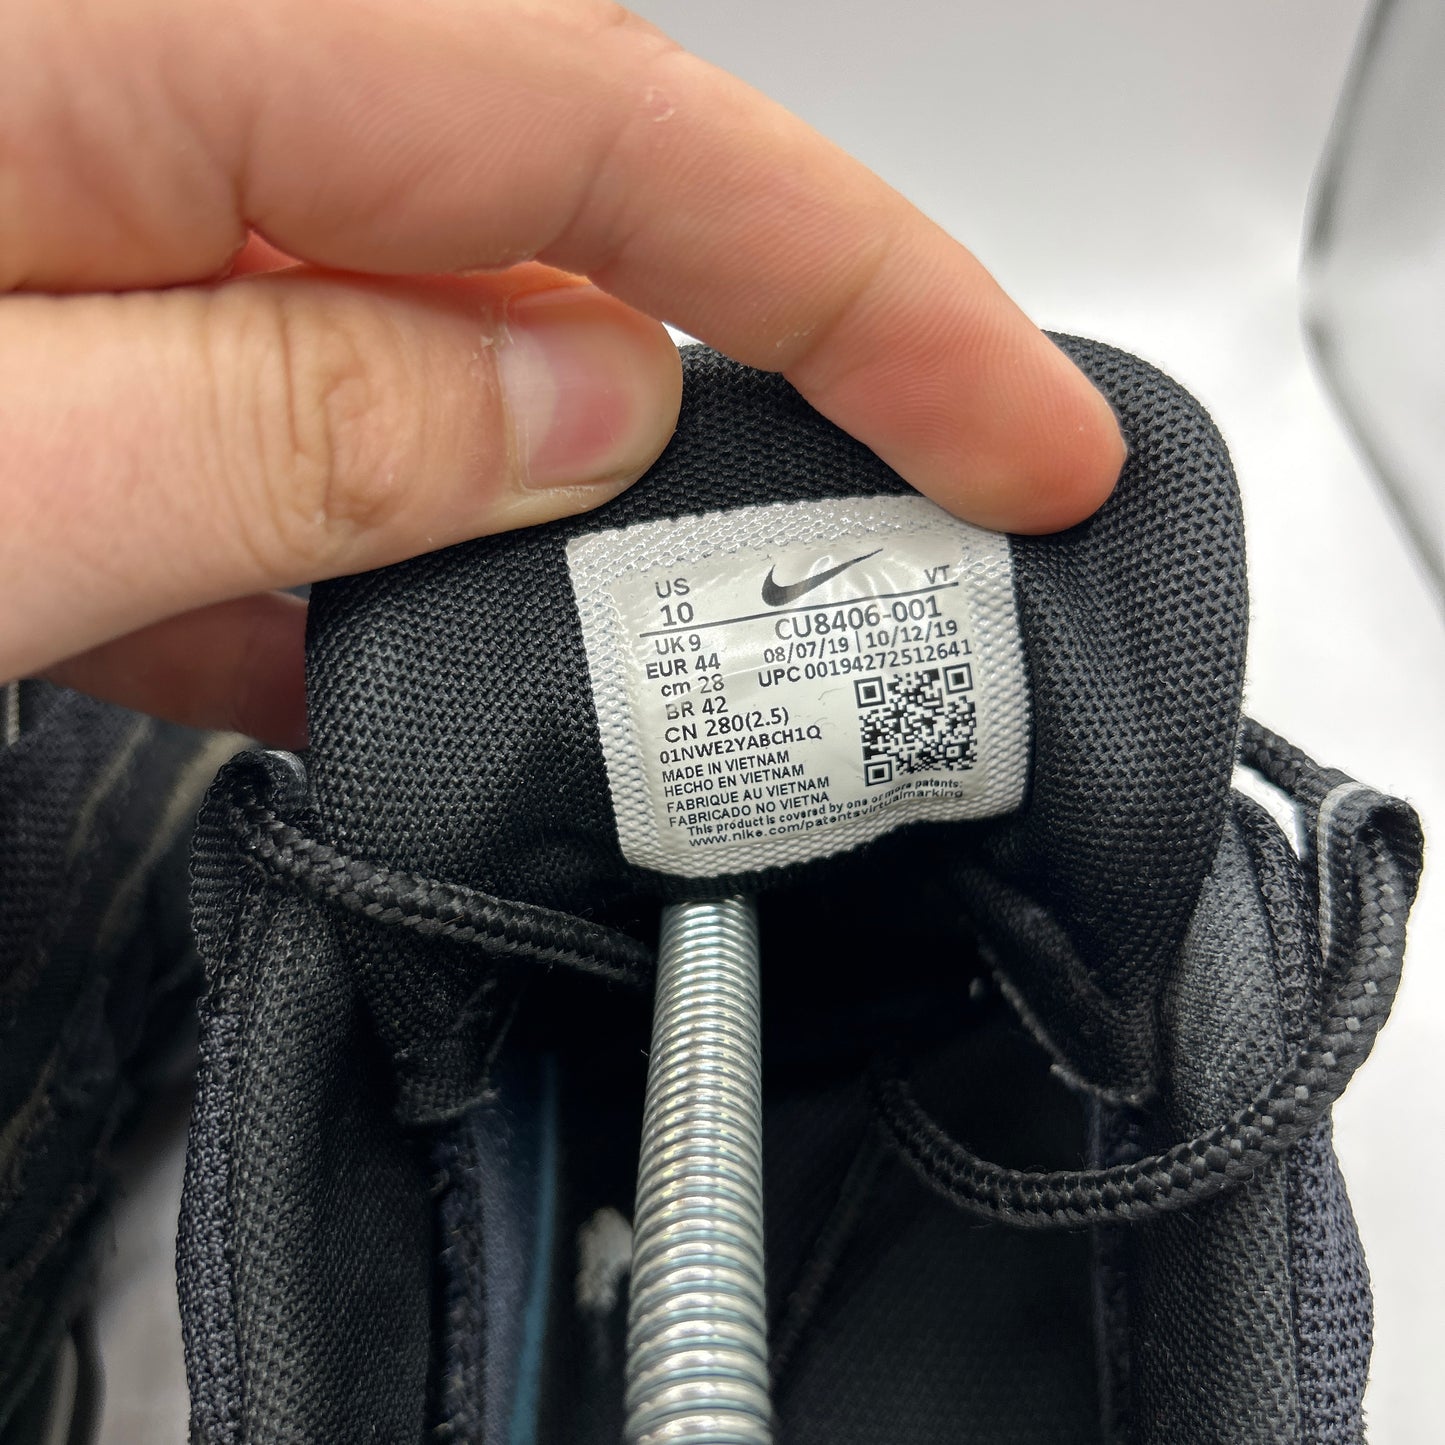 US
10
VT
UK 9
EUR 44
cm 28
BR 42
CN 280(2.5)
CU8406-001
08/07/19 | 10/12/19
UPC 00194272512641
01NWE2YABCH1Q
MADE IN VIETNAM
HECHO EN VIETNAM
FABRIQUE AU VIETNAM
FABRICADO NO VIETNA
This product is covered by one or more patents:
www.nike.com/patentsvirtualmarking